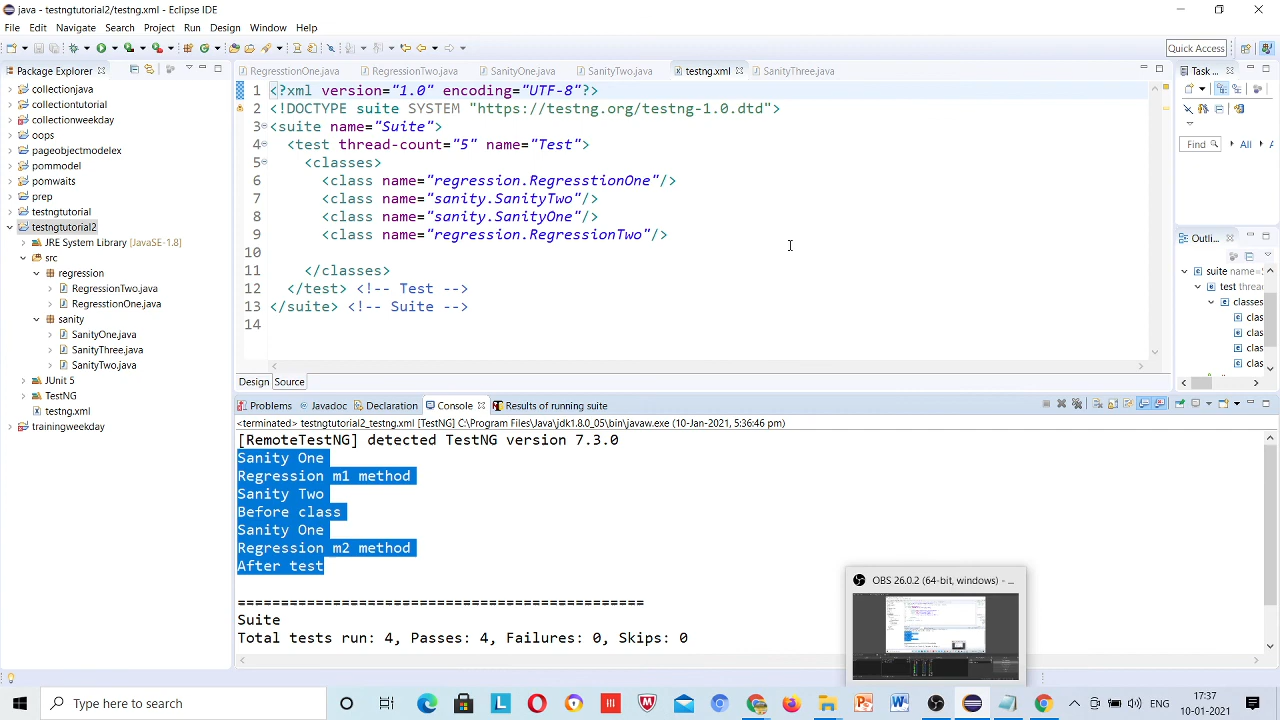 java - testngtutorial2/testng.xml - Eclipse IDE
File Edit Navigate Search Project Run Design Window Help
Quick Access
Package Explorer
RegresstionOne.java RegressionTwo.java SanityOne.java SanityTwo.java testng.xml SanityThree.java
Task ...
collectionjava
collectiontutorial
collectionweekday
oops
pageobjectmodelex
pommodel
pomwaits
prep
testngtutorial
testngtutorial2
JRE System Library [JavaSE-1.8]
src
regression
RegressionTwo.java
RegresstionOne.java
sanity
SanityOne.java
SanityThree.java
SanityTwo.java
JUnit 5
TestNG
testng.xml
trainingweekday
1 <?xml version="1.0" encoding="UTF-8"?>
2 <!DOCTYPE suite SYSTEM "https://testng.org/testng-1.0.dtd">
3 <suite name="Suite">
4 <test thread-count="5" name="Test">
5 <classes>
6 <class name="regression.RegresstionOne"/>
7 <class name="sanity.SanityTwo"/>
8 <class name="sanity.SanityOne"/>
9 <class name="regression.RegressionTwo"/>
10
11 </classes>
12 </test> <!-- Test -->
13 </suite> <!-- Suite -->
14
Design Source
Find All A
Outli...
suite name=
test threa
classes
clas
clas
clas
clas
Problems Javadoc Declaration Console Results of running suite
<terminated> testngtutorial2_testng.xml [TestNG] C:\Program Files\Java\jdk1.8.0_05\bin\javaw.exe (10-Jan-2021, 5:36:46 pm)
[RemoteTestNG] detected TestNG version 7.3.0
Sanity One
Regression m1 method
Sanity Two
Before class
Sanity One
Regression m2 method
After test
===============================================
Suite
Total tests run: 4, Passes: 4, Failures: 0, Skips: 0
OBS 26.0.2 (64-bit, windows) - ...
Type here to search
17:37
10-01-2021